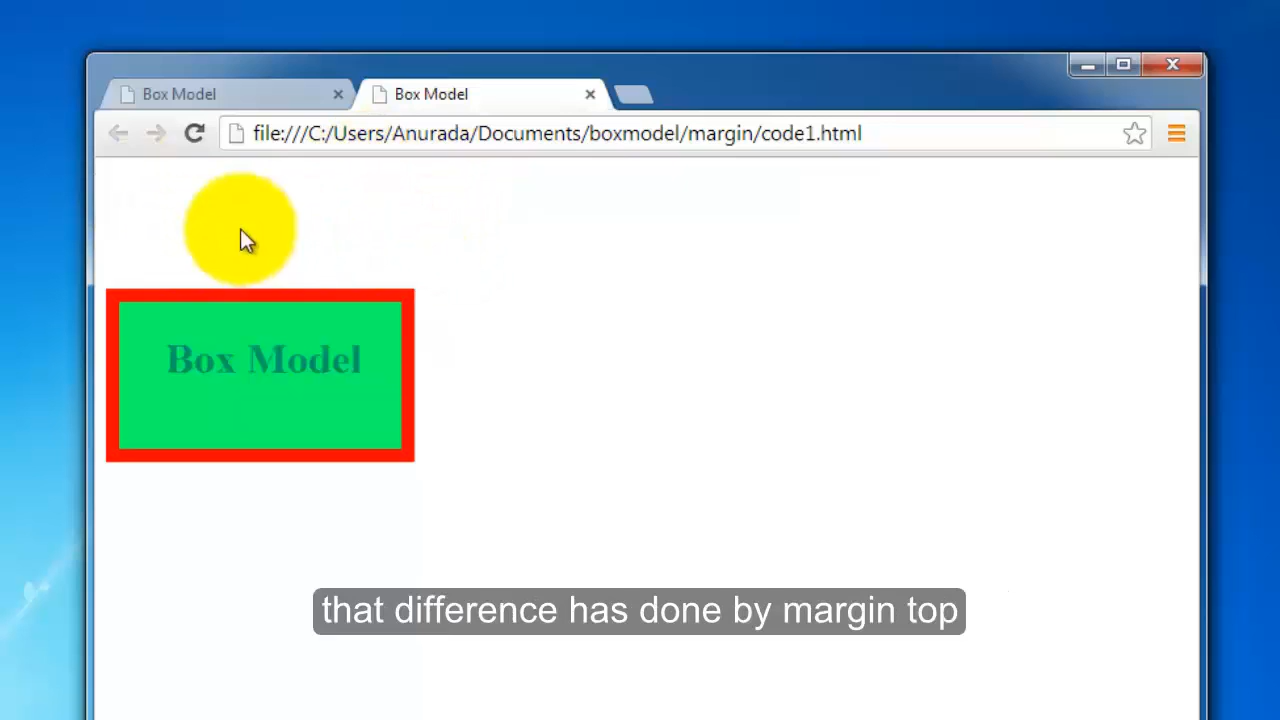 Box Model
Box Model
file:///C:/Users/Anurada/Documents/boxmodel/margin/code1.html
Box Model
that difference has done by margin top